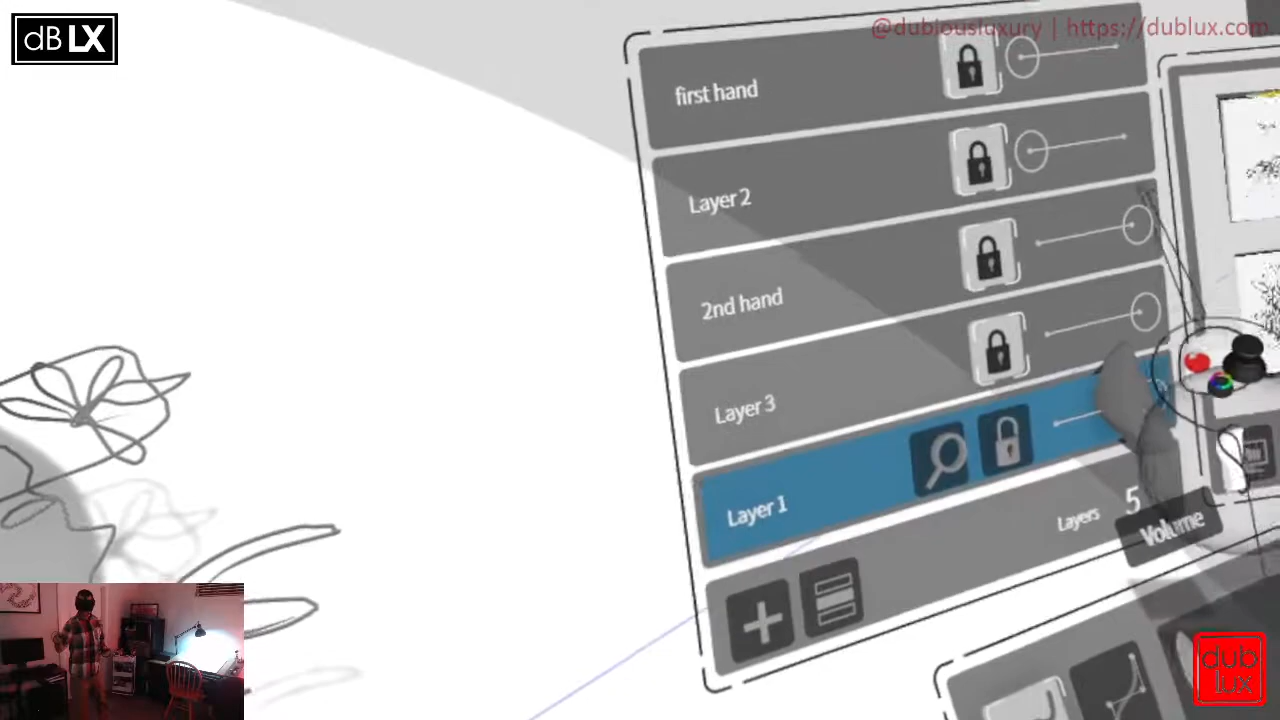 dB LX
@dubiousluxury | https://dublux.com
first hand
Layer 2
2nd hand
Layer 3
Layer 1
Layers 5
Volume
dub
lux